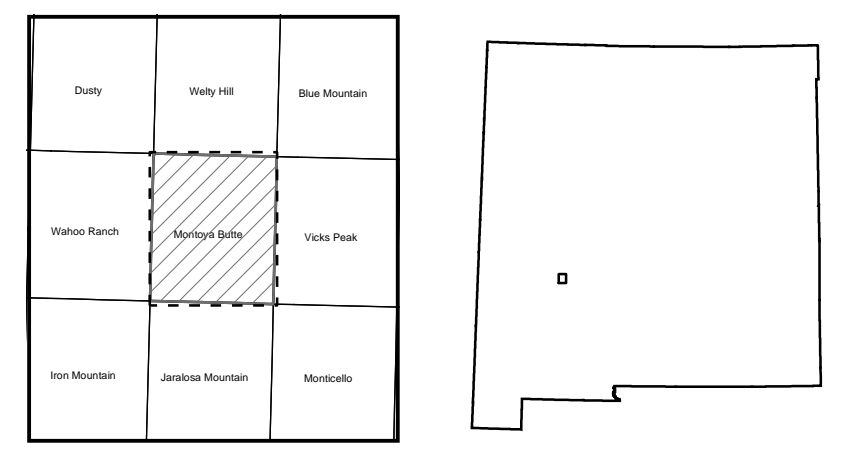 Dusty
Welty Hill
Blue Mountain
Wahoo Ranch
Montoya Butte
Vicks Peak
Iron Mountain
Jaralosa Mountain
Monticello